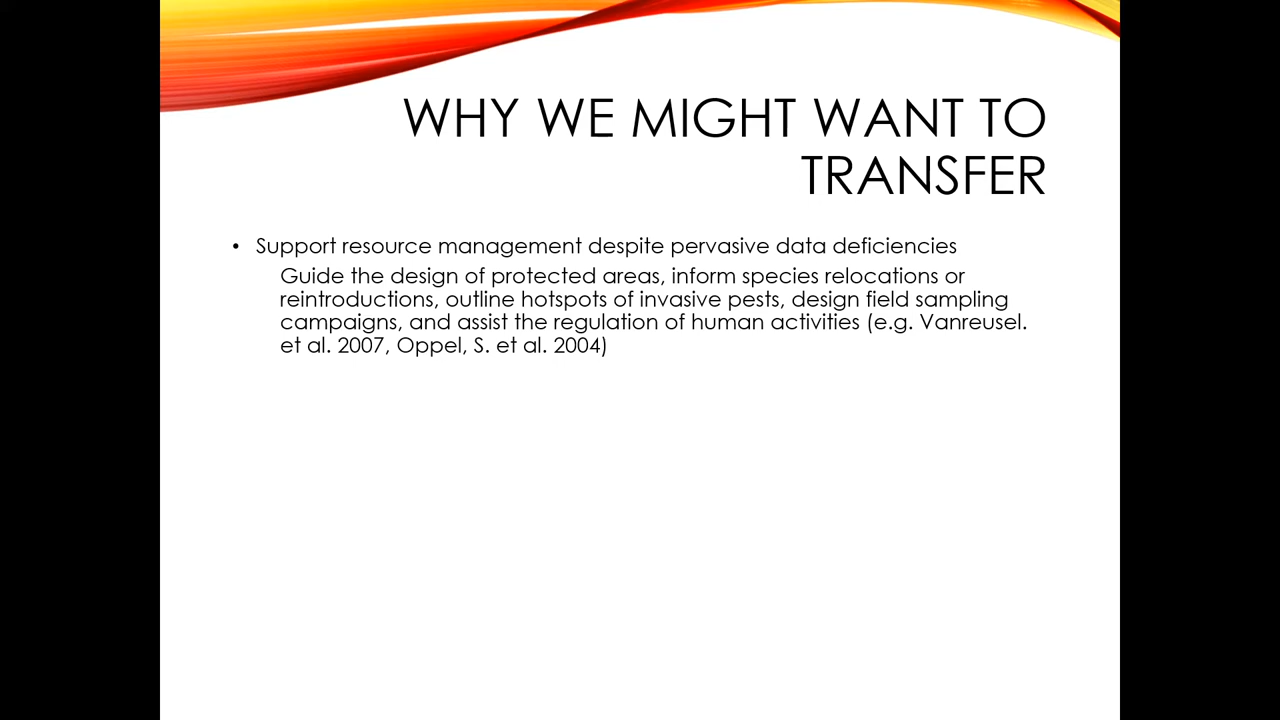 WHY WE MIGHT WANT TO
TRANSFER
• Support resource management despite pervasive data deficiencies
Guide the design of protected areas, inform species relocations or
reintroductions, outline hotspots of invasive pests, design field sampling
campaigns, and assist the regulation of human activities (e.g. Vanreusel.
et al. 2007, Oppel, S. et al. 2004)